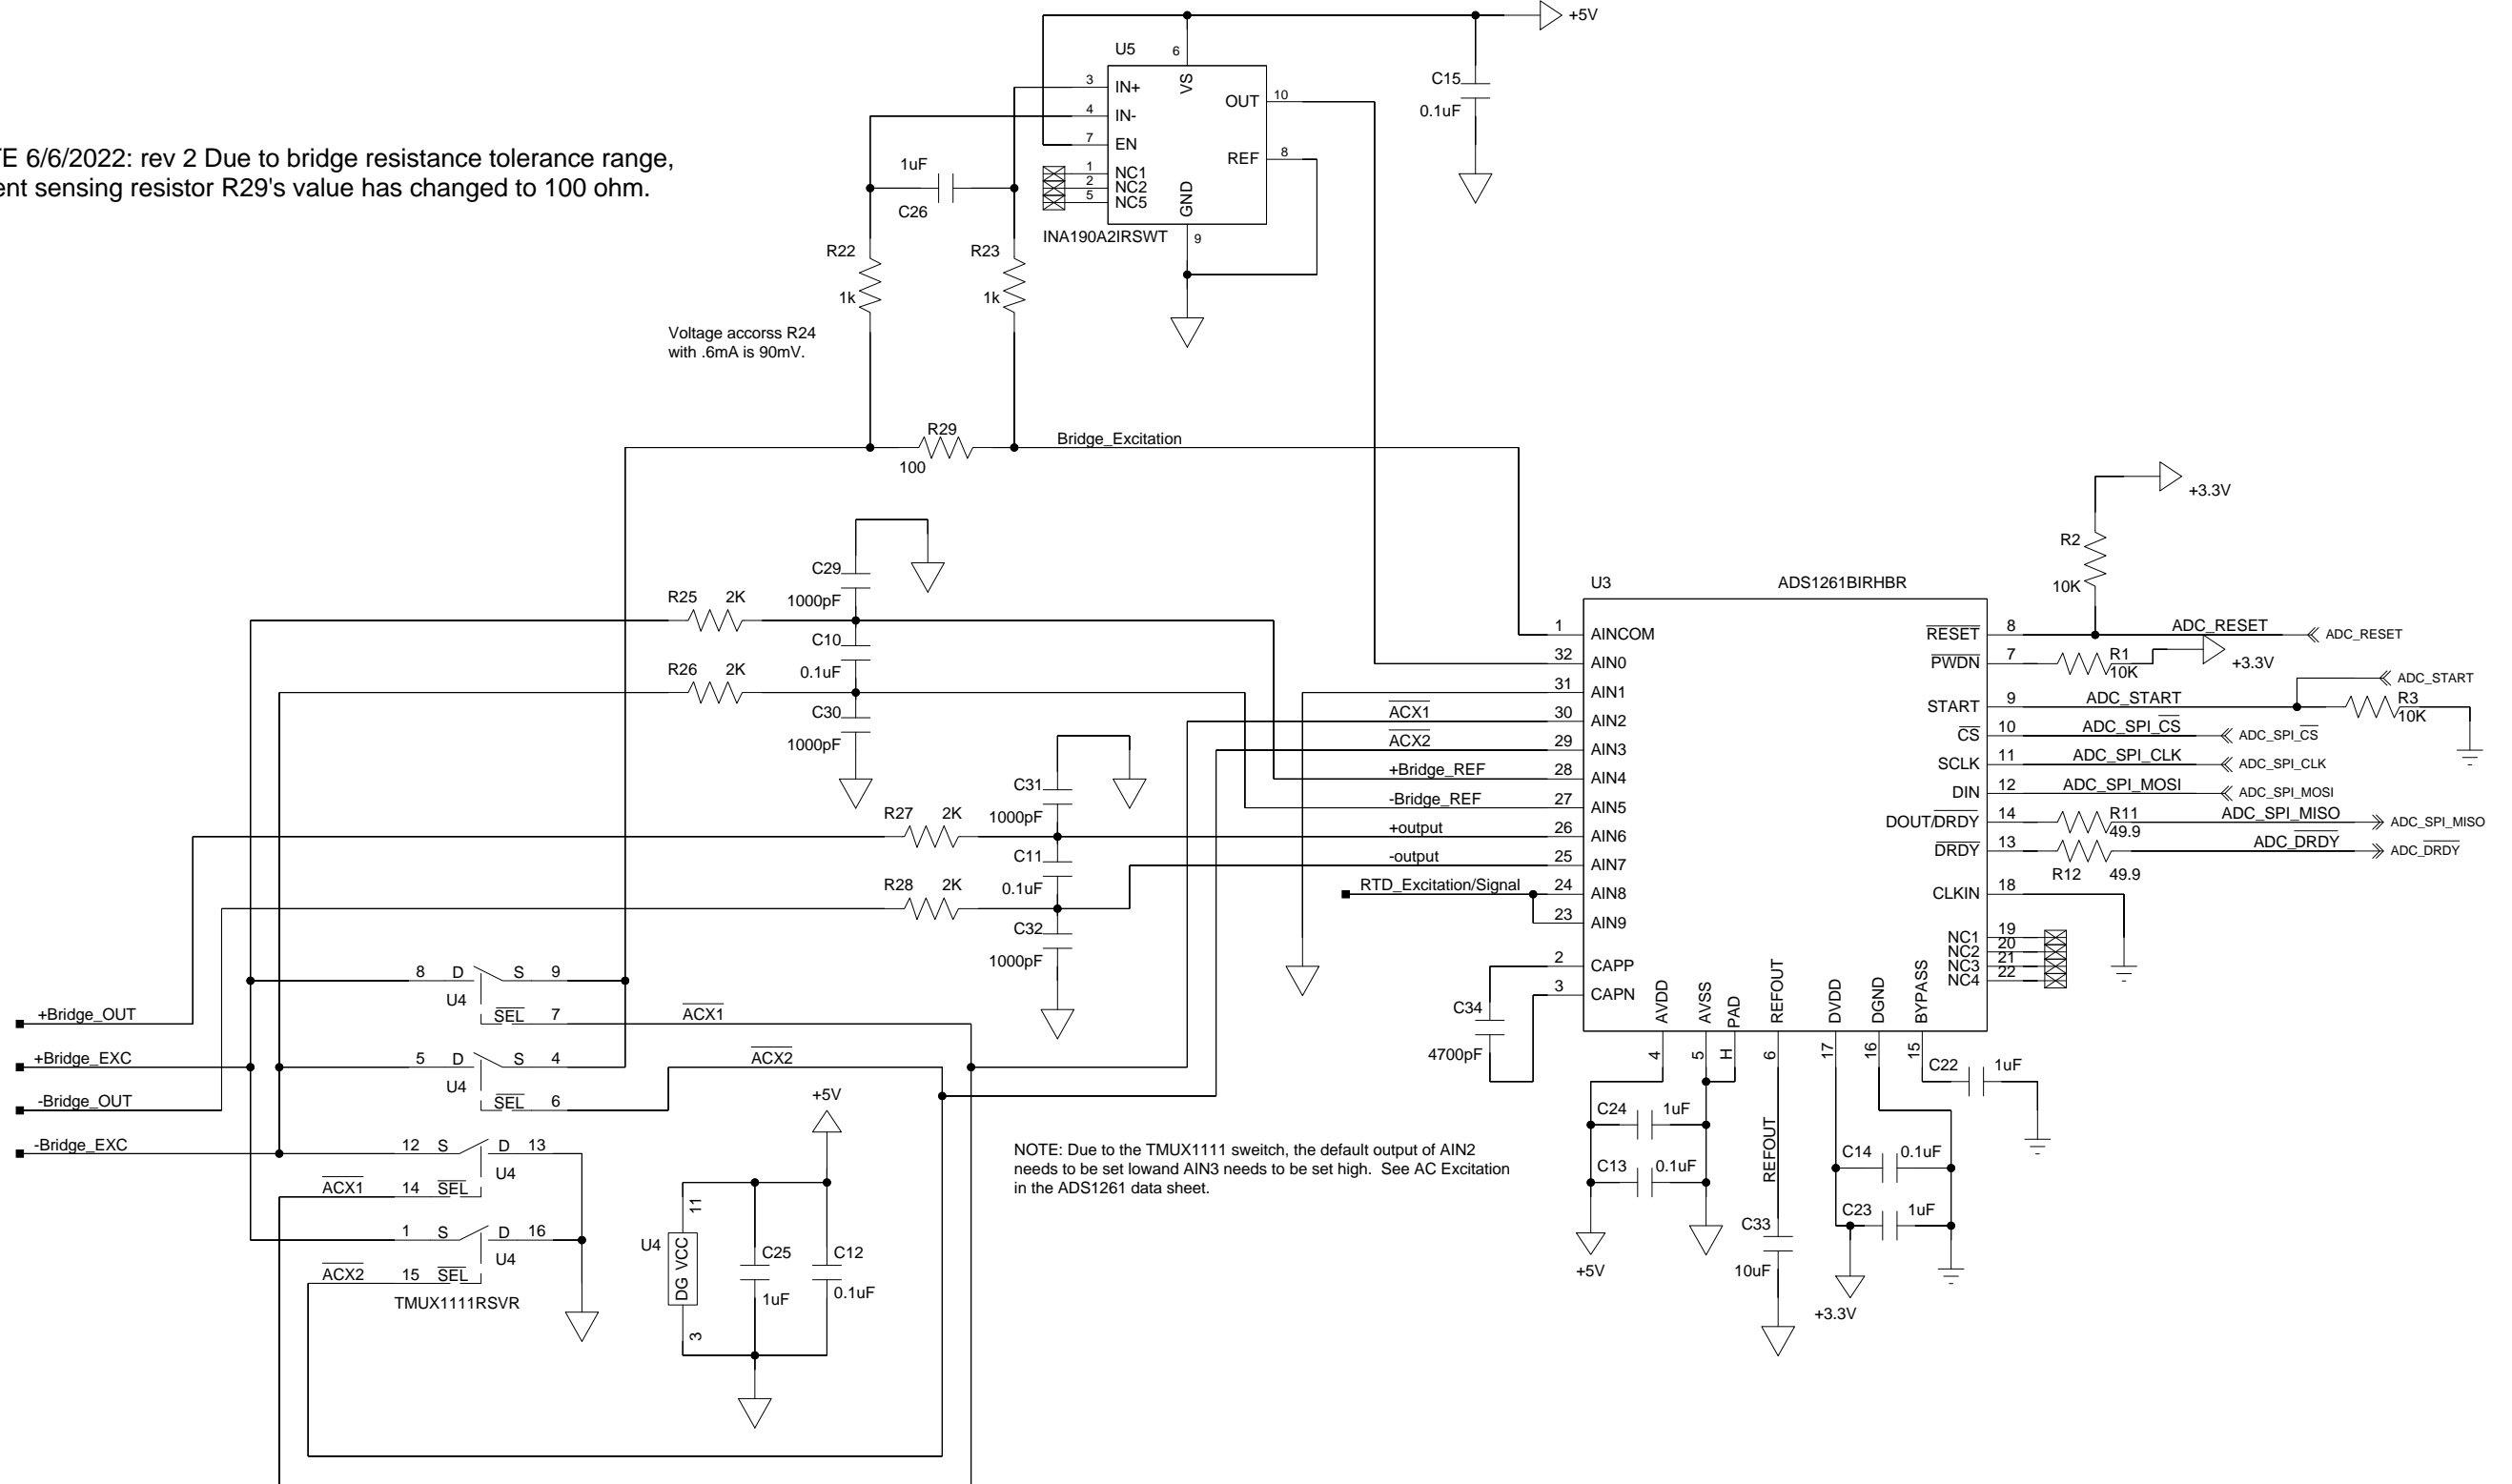 +5V
U5
6
VS
3
IN+
4
IN-
7
EN
1
NC1
2
NC2
5
NC5
OUT
10
REF
8
GND
9
INA190A2IRSWT
C15
0.1uF
TE 6/6/2022: rev 2 Due to bridge resistance tolerance range,
ent sensing resistor R29's value has changed to 100 ohm.
1uF
C26
R22
1k
R23
1k
Voltage accorss R24
with .6mA is 90mV.
R29
100
Bridge_Excitation
+3.3V
R2
10K
C29
1000pF
R25 2K
C10
0.1uF
R26 2K
C30
1000pF
C31
1000pF
R27 2K
C11
0.1uF
R28 2K
C32
1000pF
U3
ADS1261BIRHBR
1 AINCOM
32 AIN0
31 AIN1
ACX1 30 AIN2
ACX2 29 AIN3
+Bridge_REF 28 AIN4
-Bridge_REF 27 AIN5
+output 26 AIN6
-output 25 AIN7
RTD_Excitation/Signal 24 AIN8
23 AIN9
2 CAPP
3 CAPN
C34
4700pF
RESET 8 ADC_RESET ADC_RESET
PWDN 7 R1 10K +3.3V
ADC_START
START 9 ADC_START R3 10K
CS 10 ADC_SPI_CS ADC_SPI_CS
SCLK 11 ADC_SPI_CLK ADC_SPI_CLK
DIN 12 ADC_SPI_MOSI ADC_SPI_MOSI
DOUT/DRDY 14 R11 49.9 ADC_SPI_MISO ADC_SPI_MISO
DRDY 13 R12 49.9 ADC_DRDY ADC_DRDY
CLKIN 18
NC1 19
NC2 20
NC3 21
NC4 22
AVDD
AVSS
PAD
REFOUT
DVDD
DGND
BYPASS
4
5
H
6
17
16
15
C22 1uF
C24 1uF
C13 0.1uF
+5V
REFOUT
C33
10uF
C14 0.1uF
C23 1uF
+3.3V
+Bridge_OUT
+Bridge_EXC
-Bridge_OUT
-Bridge_EXC
8 D S 9
U4
SEL 7 ACX1
5 D S 4
U4
SEL 6 ACX2
12 S D 13
U4
ACX1 14 SEL
1 S D 16
U4
ACX2 15 SEL
TMUX1111RSVR
+5V
11
U4
DG VCC
3
C25
1uF
C12
0.1uF
NOTE: Due to the TMUX1111 sweitch, the default output of AIN2
needs to be set lowand AIN3 needs to be set high. See AC Excitation
in the ADS1261 data sheet.